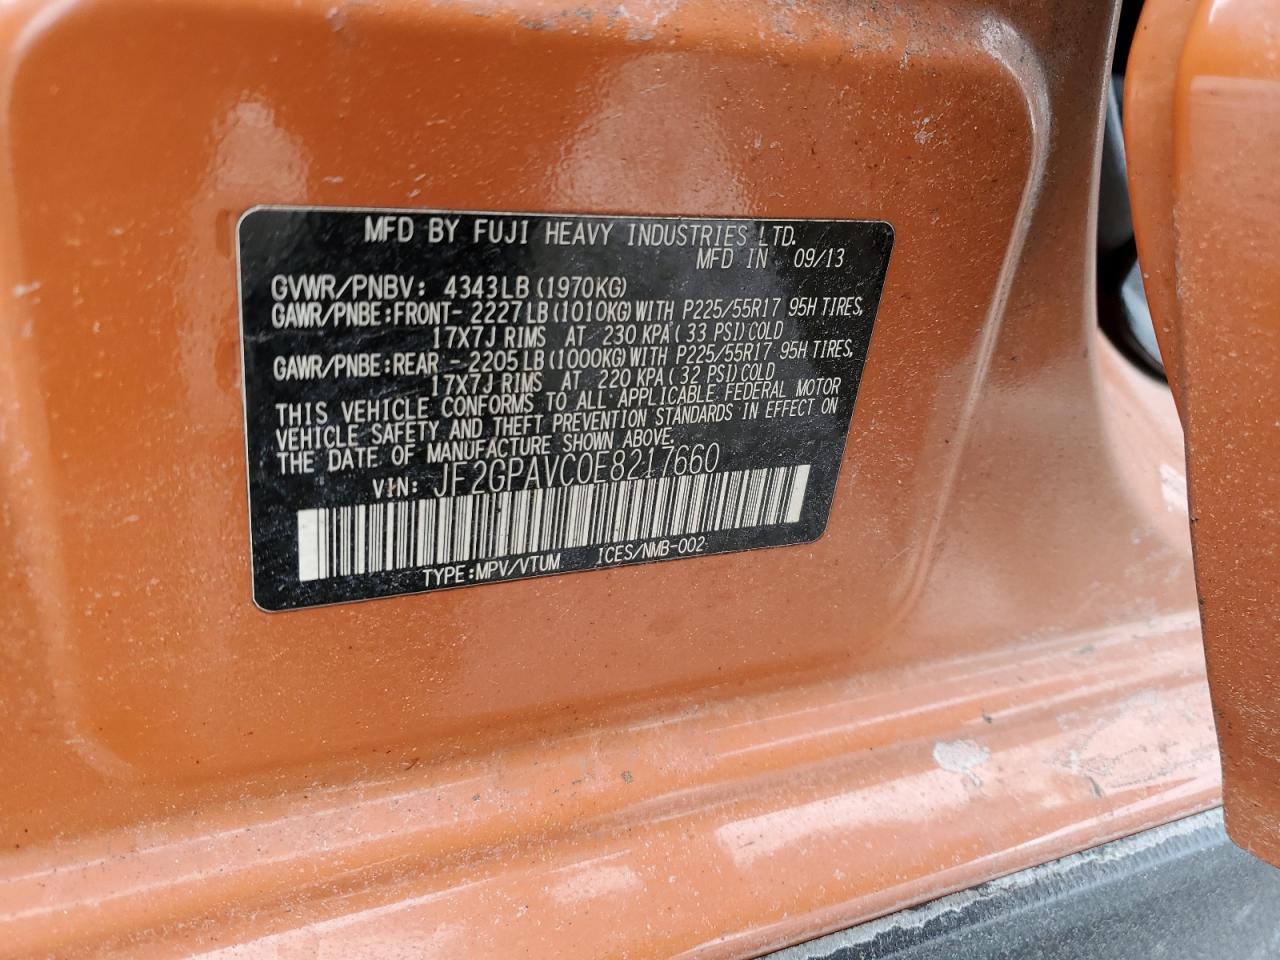 MFD BY FUJI HEAVY INDUSTRIES LTD.
MFD IN 09/13
GVWR/PNBV: 4343LB (1970KG)
GAWR/PNBE:FRONT- 2227LB (1010KG) WITH P225/55R17 95H TIRES,
17X7J RIMS AT 230 KPA (33 PSI) COLD
GAWR/PNBE:REAR - 2205LB (1000KG) WITH P225/55R17 95H TIRES,
17X7J RIMS AT 220 KPA (32 PSI) COLD
THIS VEHICLE CONFORMS TO ALL APPLICABLE FEDERAL MOTOR
VEHICLE SAFETY AND THEFT PREVENTION STANDARDS IN EFFECT ON
THE DATE OF MANUFACTURE SHOWN ABOVE.
VIN: JF2GPAVC0E8217660
TYPE:MPV/VTUM ICES/NMB-002